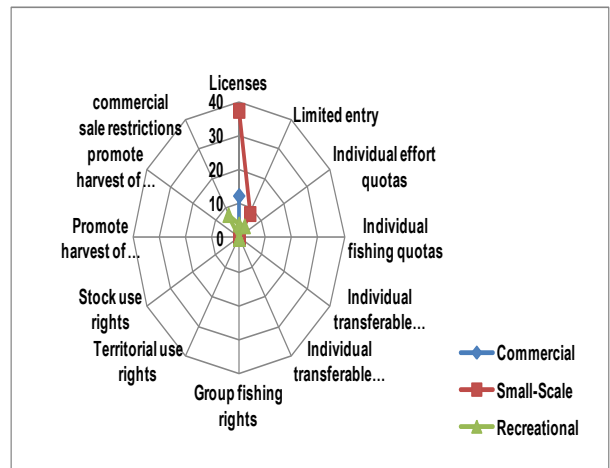 Licenses
Limited entry
Individual effort
quotas
Individual
fishing quotas
Individual
transferable…
Individual
transferable…
Group fishing
rights
Territorial use
rights
Stock use
rights
Promote
harvest of…
promote
harvest of …
commercial
sale restrictions
40
30
20
10
0
Commercial
Small-Scale
Recreational